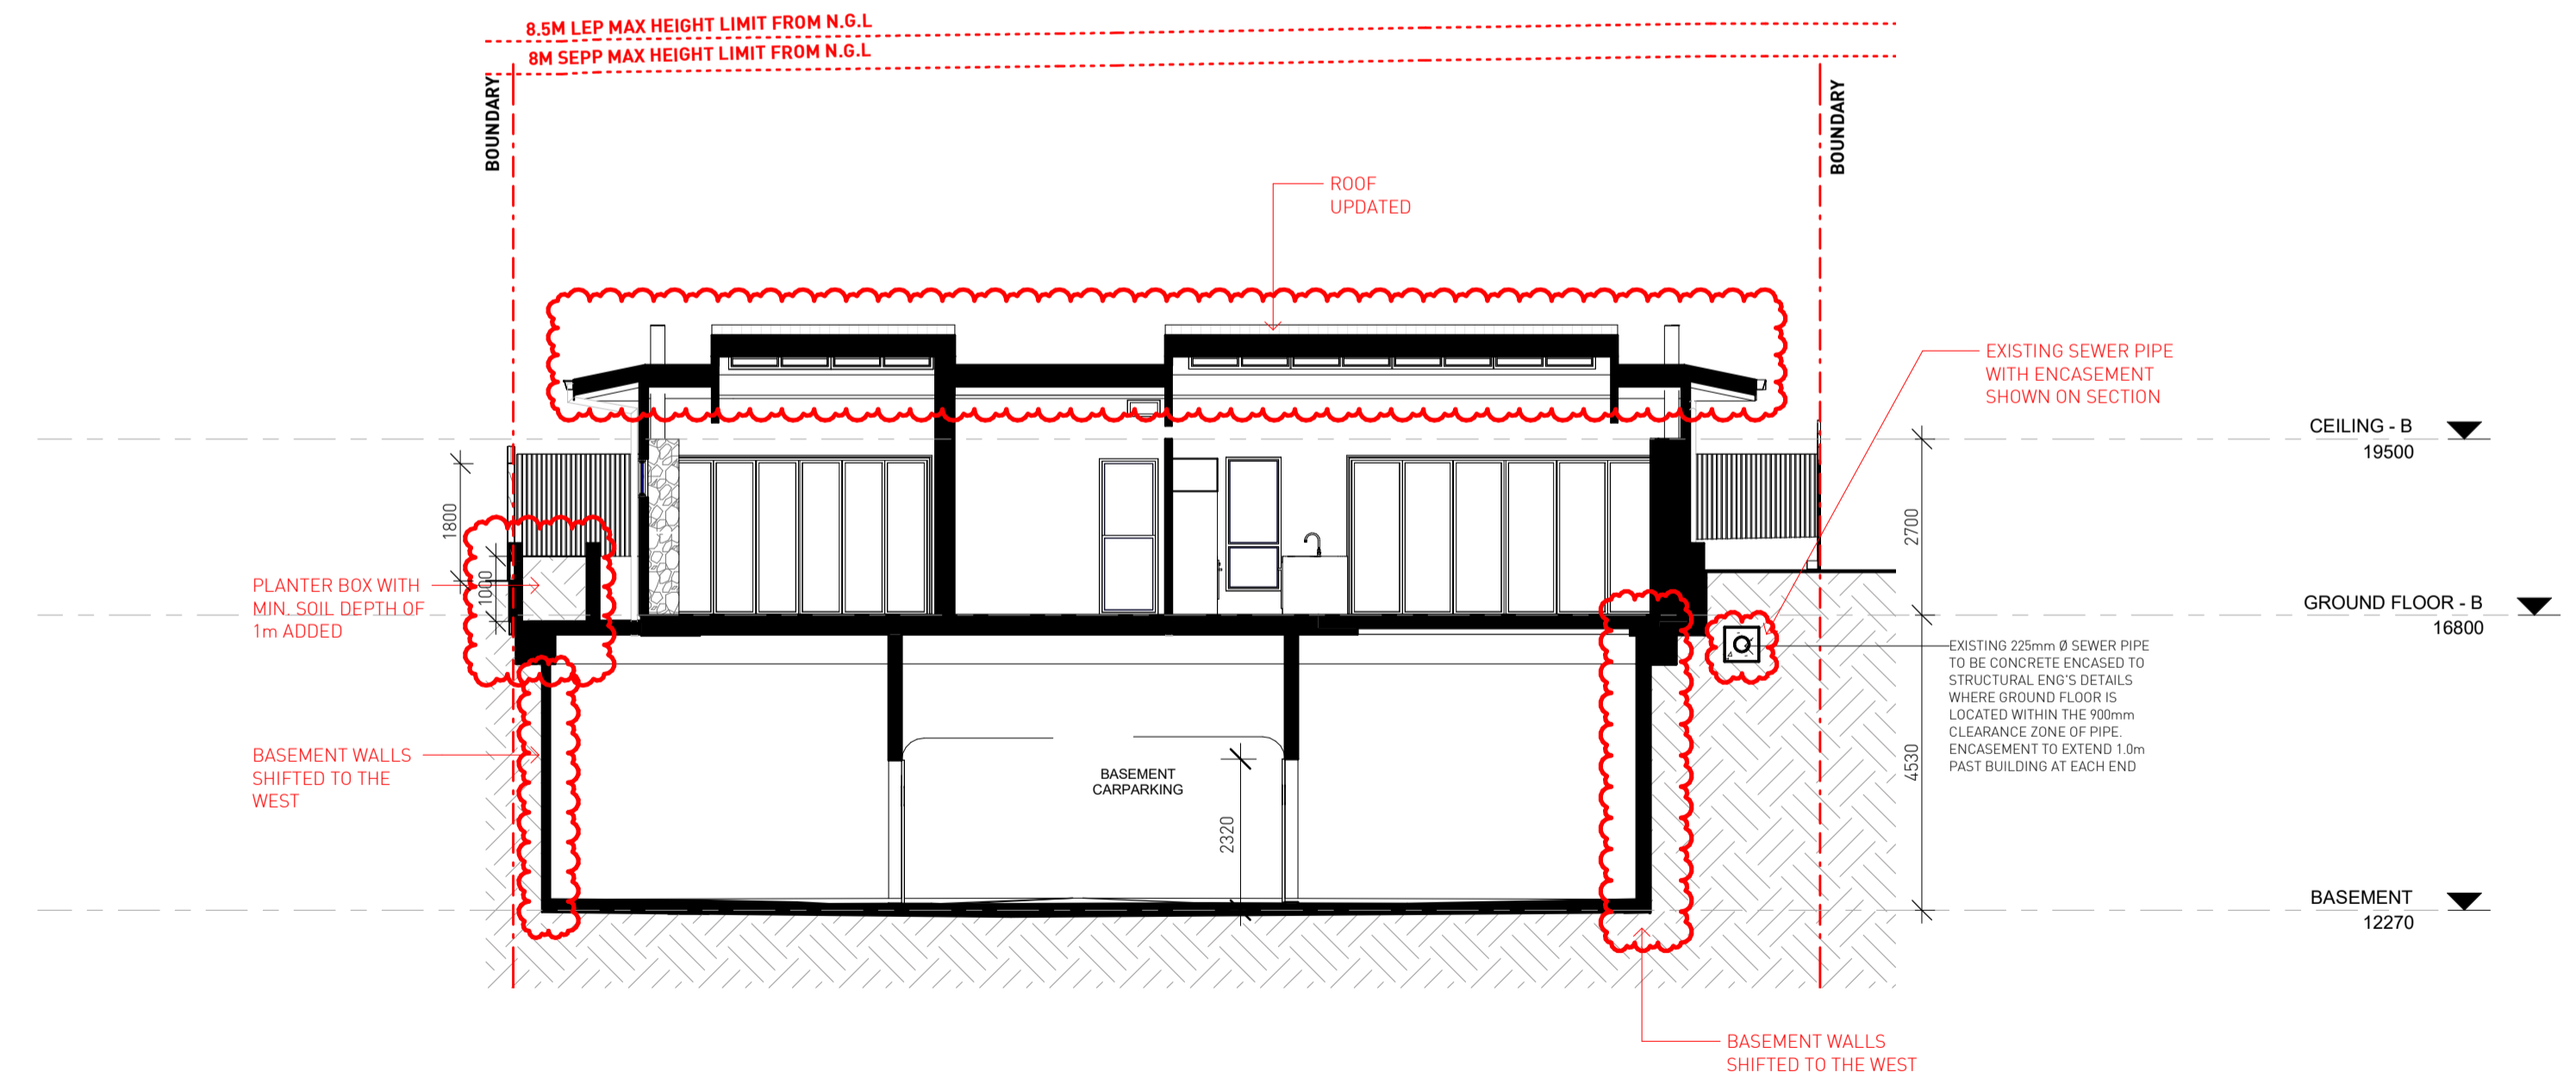 8.5M LEP MAX HEIGHT LIMIT FROM N.G.L
8M SEPP MAX HEIGHT LIMIT FROM N.G.L
BOUNDARY
BOUNDARY
ROOF
UPDATED
EXISTING SEWER PIPE
WITH ENCASEMENT
SHOWN ON SECTION
CEILING - B
19500
1800
2700
1000
PLANTER BOX WITH
MIN. SOIL DEPTH OF
1m ADDED
GROUND FLOOR - B
16800
EXISTING 225mm Ø SEWER PIPE
TO BE CONCRETE ENCASED TO
STRUCTURAL ENG'S DETAILS
WHERE GROUND FLOOR IS
LOCATED WITHIN THE 900mm
CLEARANCE ZONE OF PIPE.
ENCASEMENT TO EXTEND 1.0m
PAST BUILDING AT EACH END
BASEMENT WALLS
SHIFTED TO THE
WEST
BASEMENT
CARPARKING
2320
4530
BASEMENT
12270
BASEMENT WALLS
SHIFTED TO THE WEST